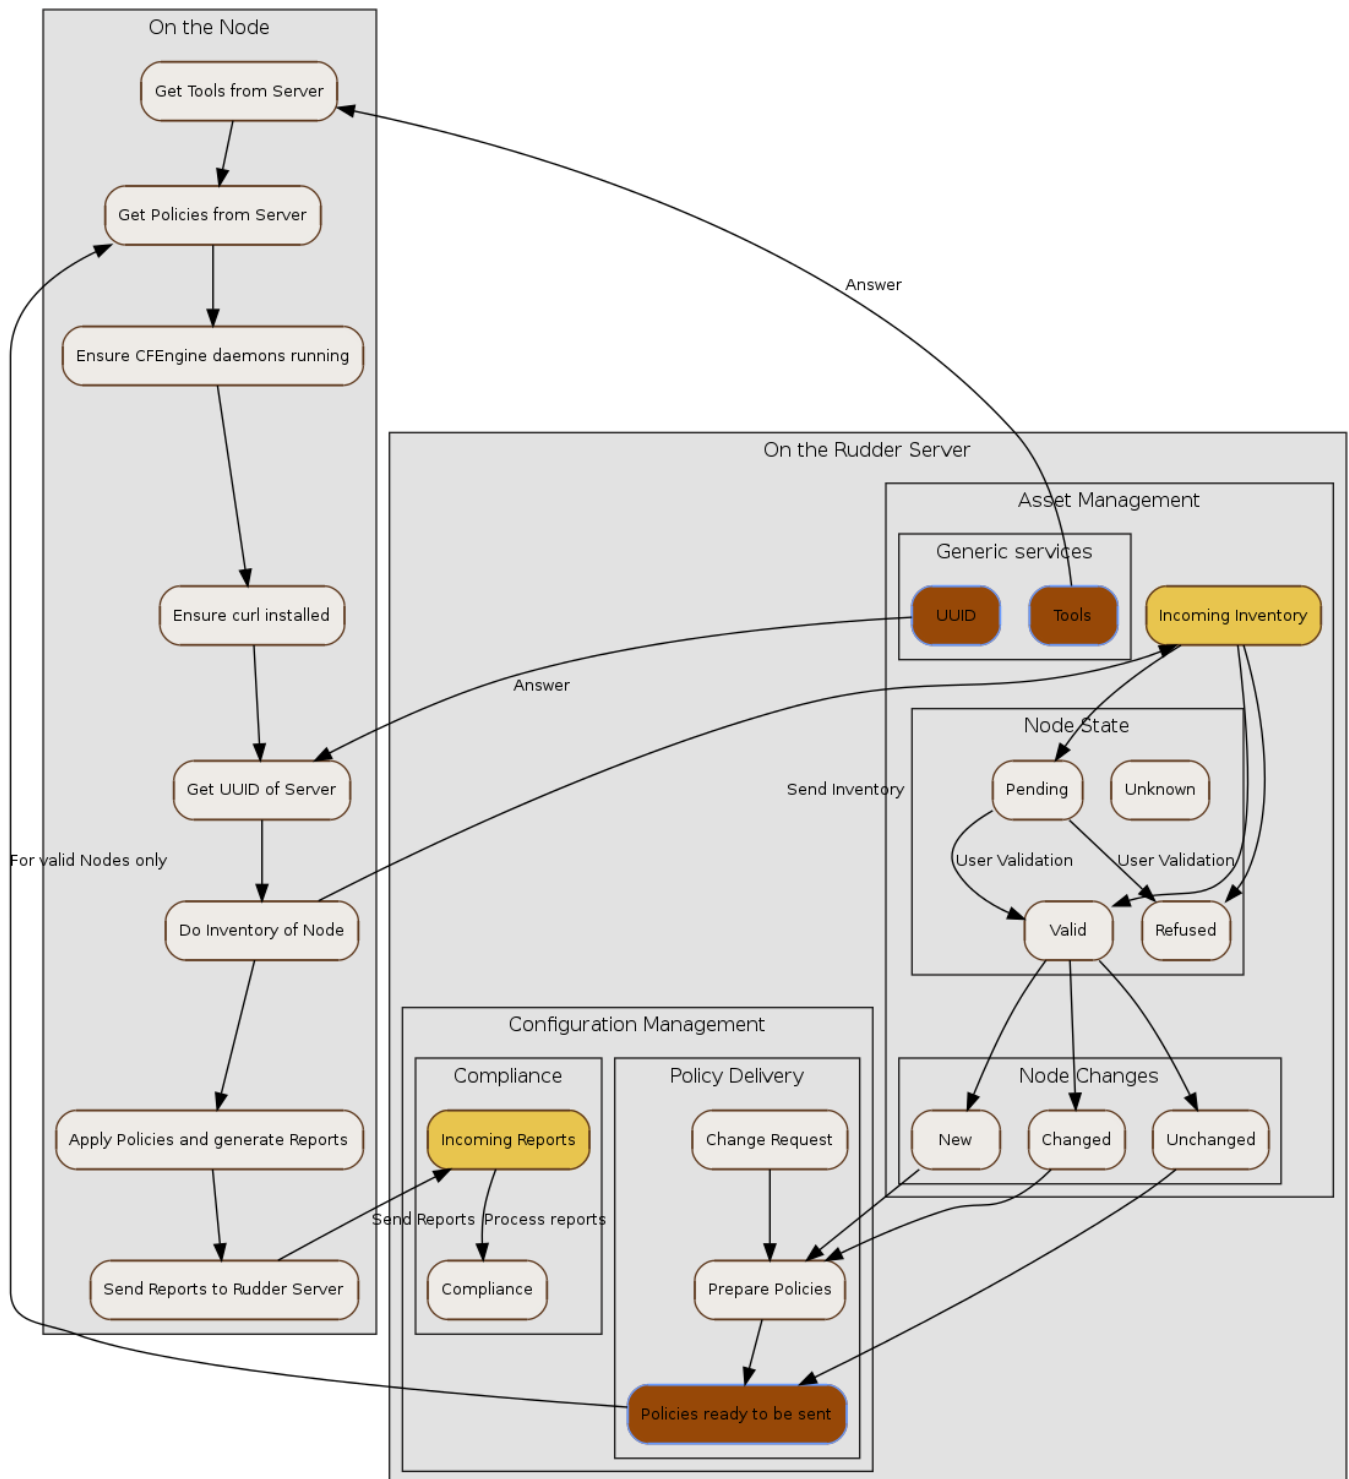 On the Node
Get Tools from Server
Get Policies from Server
Answer
Ensure CFEngine daemons running
On the Rudder Server
Asset Management
Generic services
Ensure curl installed
UUID
Tools
Incoming Inventory
Answer
Node State
Get UUID of Server
Send Inventory
Pending
Unknown
For valid Nodes only
User Validation
User Validation
Do Inventory of Node
Valid
Refused
Configuration Management
Compliance
Policy Delivery
Node Changes
Apply Policies and generate Reports
Incoming Reports
Change Request
New
Changed
Unchanged
Send Reports
Process reports
Send Reports to Rudder Server
Compliance
Prepare Policies
Policies ready to be sent